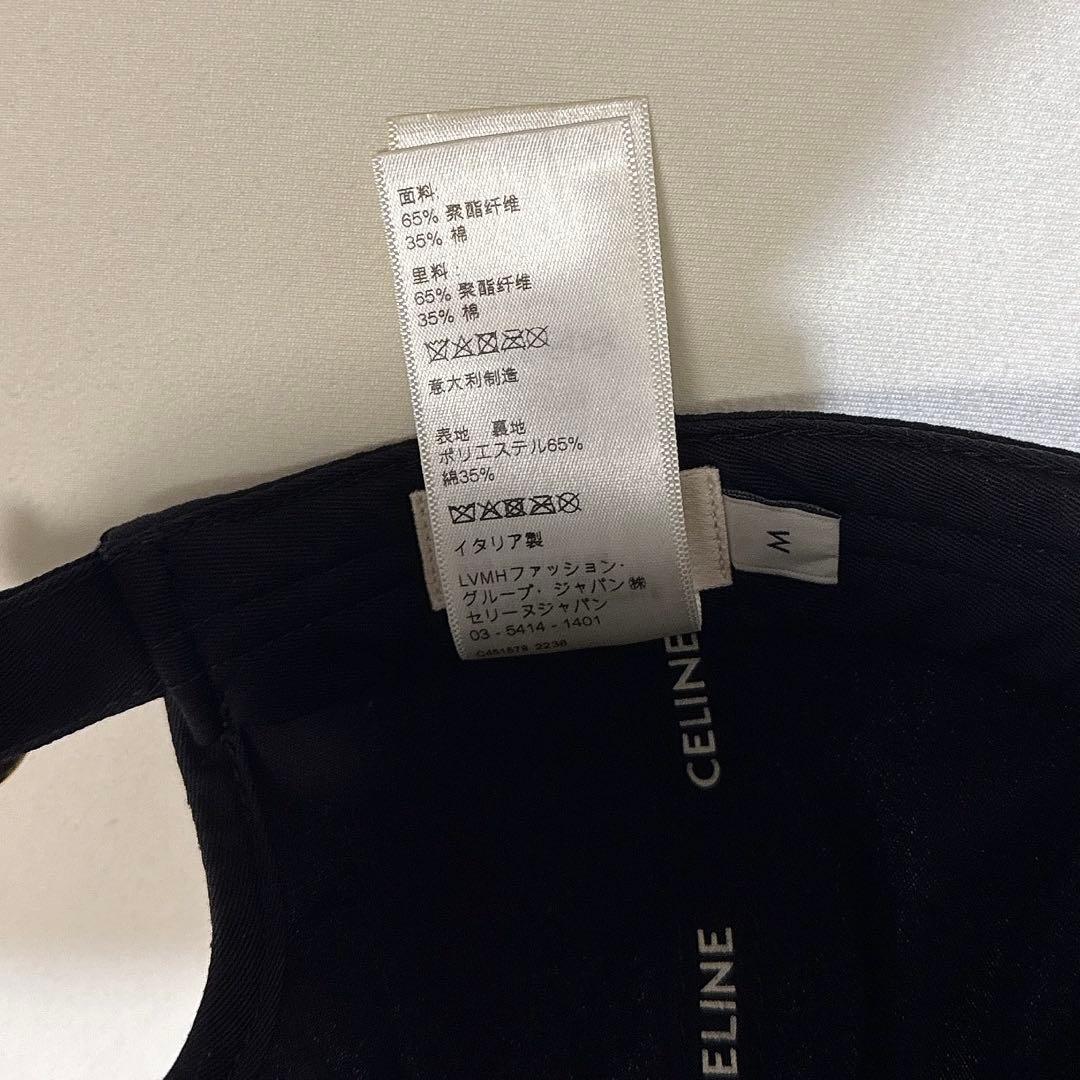 面料:
65% 聚酯纤维
35% 棉
里料:
65% 聚酯纤维
35% 棉
意大利制造
表地 裏地
ポリエステル65%
綿35%
イタリア製
LVMHファッション・
グループ・ジャパン㈱
セリーヌジャパン
03-5414-1401
C451578 2236
M
CELINE
ELINE